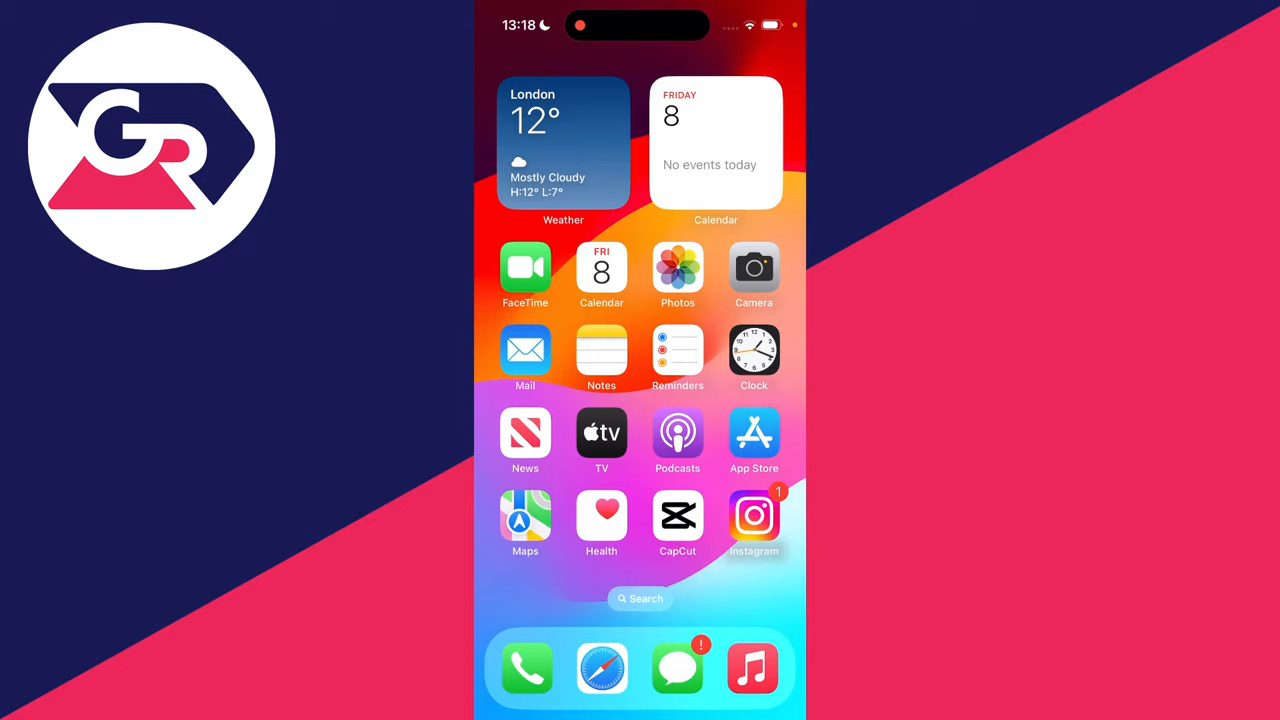 GR
13:18
London
12°
Mostly Cloudy
H:12° L:7°
Weather
FRIDAY
8
No events today
Calendar
FaceTime
FRI
8
Calendar
Photos
Camera
Mail
Notes
Reminders
Clock
News
tv
TV
Podcasts
App Store
Maps
Health
CapCut
1
Instagram
Search
!